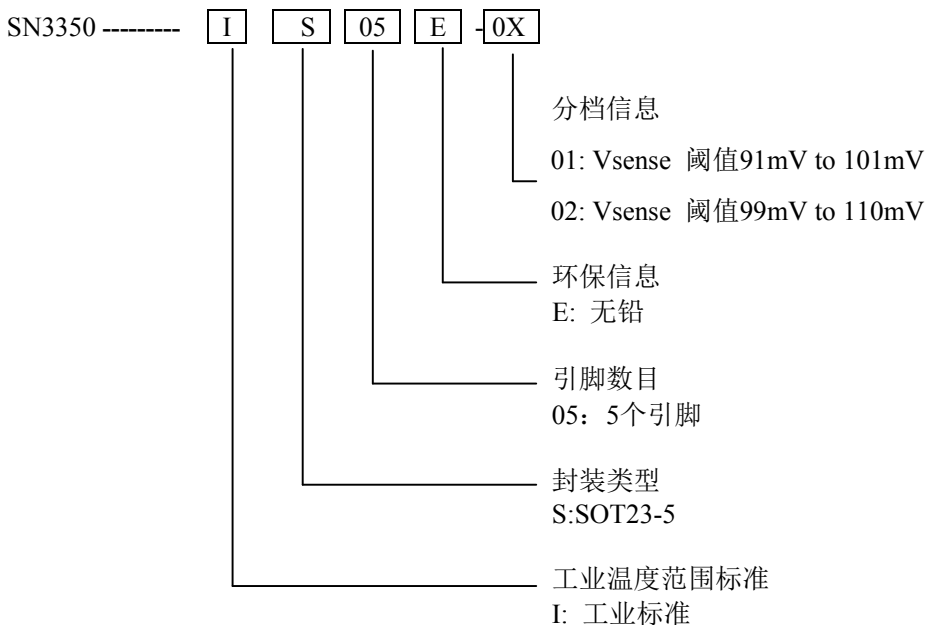 SN3350 --------- I S 05 E -0X
分档信息
01: Vsense 阈值91mV to 101mV
02: Vsense 阈值99mV to 110mV
环保信息
E: 无铅
引脚数目
05：5个引脚
封装类型
S:SOT23-5
工业温度范围标准
I: 工业标准